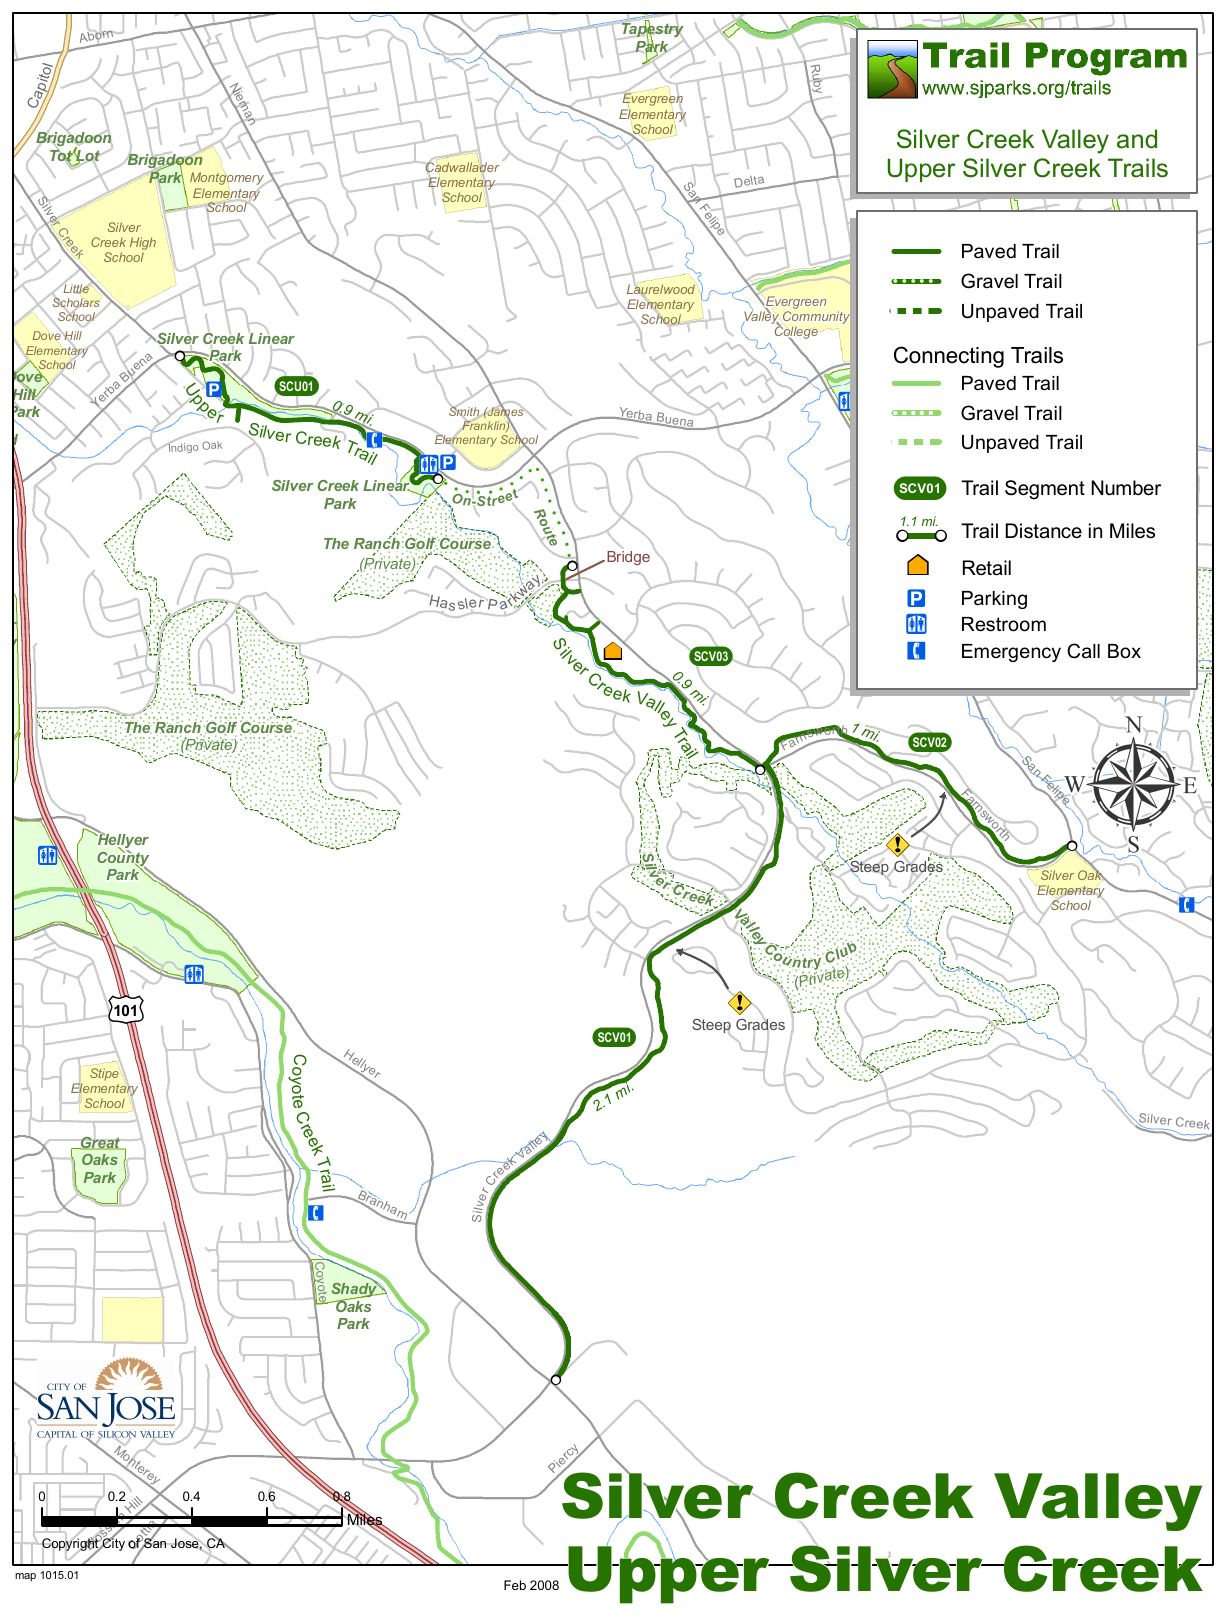 Trail Program
www.sjparks.org/trails
Silver Creek Valley and
Upper Silver Creek Trails
Paved Trail
Gravel Trail
Unpaved Trail
Connecting Trails
Paved Trail
Gravel Trail
Unpaved Trail
SCV01 Trail Segment Number
1.1 mi.
Trail Distance in Miles
Retail
P Parking
Restroom
Emergency Call Box
Aborn
Capitol
Nieman
Tapestry
Park
Ruby
Evergreen
Elementary
School
Brigadoon
Tot Lot
Brigadoon
Park
Montgomery
Elementary
School
Cadwallader
Elementary
School
Delta
San Felipe
Silver Creek
Silver
Creek High
School
Little
Scholars
School
Laurelwood
Elementary
School
Evergreen
Valley Community
College
Dove Hill
Elementary
School
Dove
Hill
Park
Yerba Buena
Silver Creek Linear
Park
P
SCU01
0.9 mi.
Upper
Silver Creek Trail
Smith (James
Franklin)
Elementary School
Yerba Buena
Indigo Oak
P
Silver Creek Linear
Park
On-Street
Route
The Ranch Golf Course
(Private)
Bridge
Hassler Parkway
SCV03
0.9 mi.
Silver Creek Valley Trail
The Ranch Golf Course
(Private)
Farnsworth
1 mi.
SCV02
San Felipe
Farnsworth
N
W
E
S
Steep Grades
Silver Oak
Elementary
School
Hellyer
County
Park
Silver Creek
Valley Country Club
(Private)
Steep Grades
101
SCV01
2.1 mi.
Hellyer
Stipe
Elementary
School
Coyote Creek Trail
Great
Oaks
Park
Silver Creek
Silver Creek Valley
Branham
Coyote
Shady
Oaks
Park
CITY OF
SAN JOSE
CAPITAL OF SILICON VALLEY
Monterey
Piercy
0 0.2 0.4 0.6 0.8
Miles
Copyright City of San Jose, CA
Silver Creek Valley
Upper Silver Creek
map 1015.01
Feb 2008